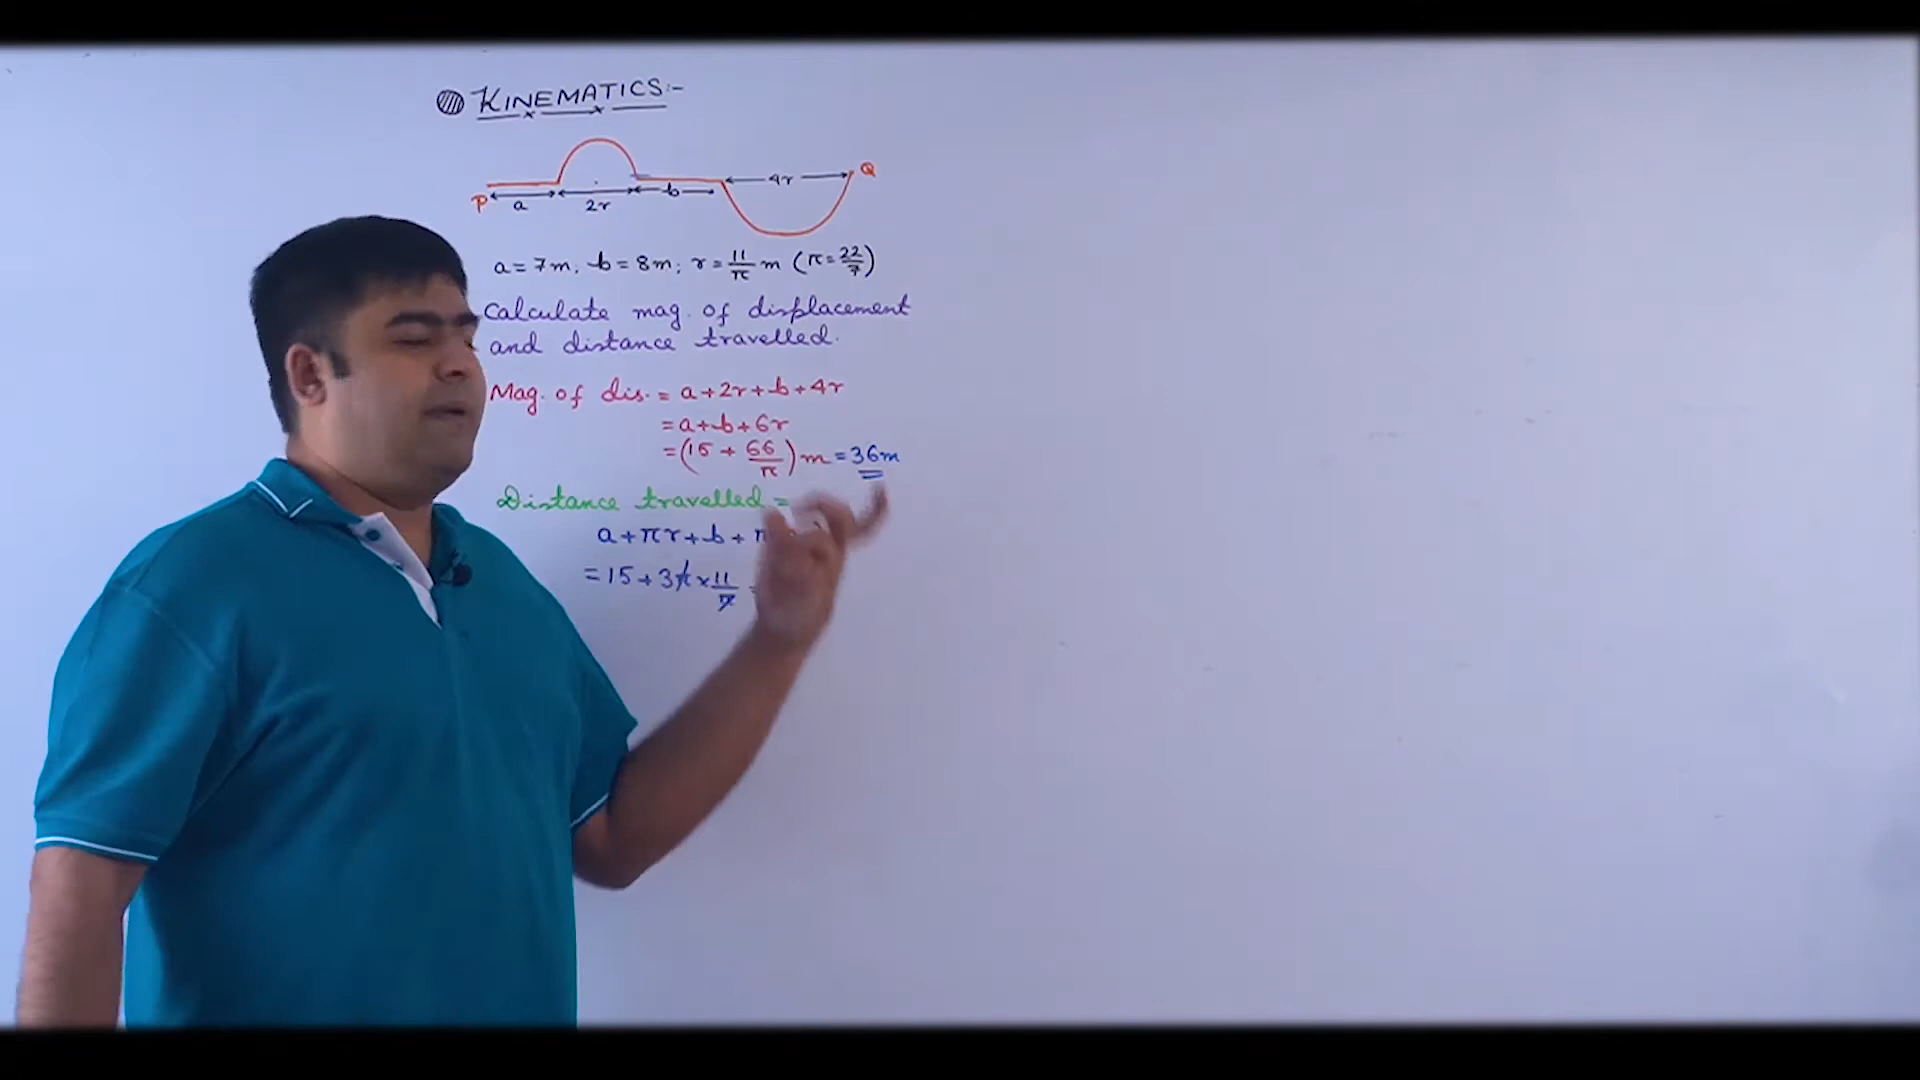 KINEMATICS:-
P a 2r b 4r Q
a = 7m, b = 8m; r = 11/π m (π = 22/7)
Calculate mag. of displacement
and distance travelled.
Mag. of dis. = a + 2r + b + 4r
= a + b + 6r
= (15 + 66/π) m = 36m
Distance travelled =
a + πr + b +
= 15 + 3π × 11/π